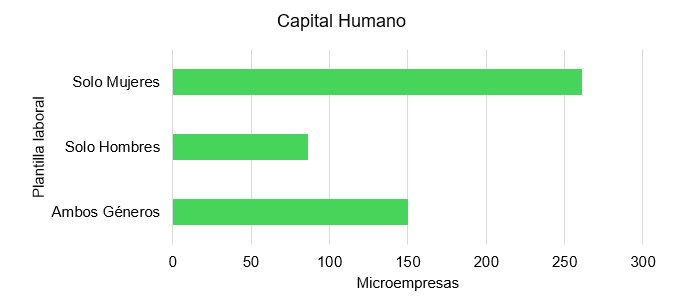 Capital Humano
Plantilla laboral
Solo Mujeres
Solo Hombres
Ambos Géneros
0 50 100 150 200 250 300
Microempresas